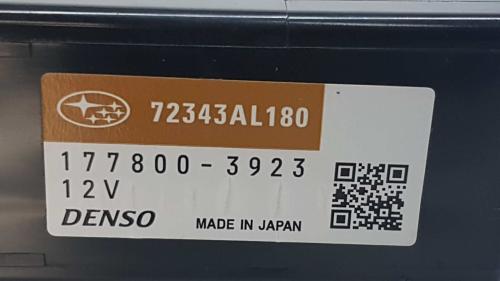 72343AL180
177800-3923
12V
DENSO MADE IN JAPAN